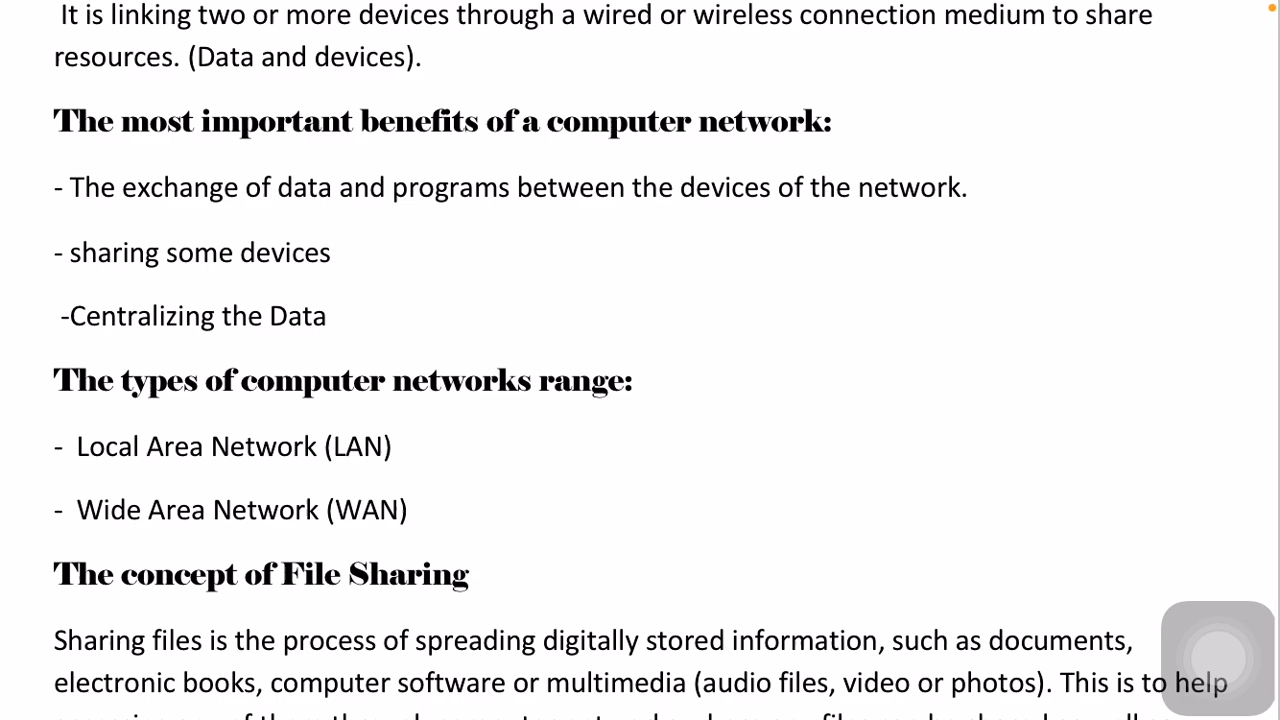 It is linking two or more devices through a wired or wireless connection medium to share
resources. (Data and devices).
The most important benefits of a computer network:
- The exchange of data and programs between the devices of the network.
- sharing some devices
-Centralizing the Data
The types of computer networks range:
- Local Area Network (LAN)
- Wide Area Network (WAN)
The concept of File Sharing
Sharing files is the process of spreading digitally stored information, such as documents,
electronic books, computer software or multimedia (audio files, video or photos). This is to help